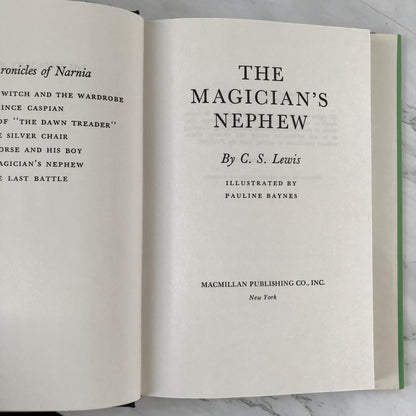 ronicles of Narnia
WITCH AND THE WARDROBE
INCE CASPIAN
OF "THE DAWN TREADER"
E SILVER CHAIR
ORSE AND HIS BOY
AGICIAN'S NEPHEW
E LAST BATTLE
THE
MAGICIAN'S
NEPHEW
By C. S. Lewis
ILLUSTRATED BY
PAULINE BAYNES
MACMILLAN PUBLISHING CO., INC.
New York